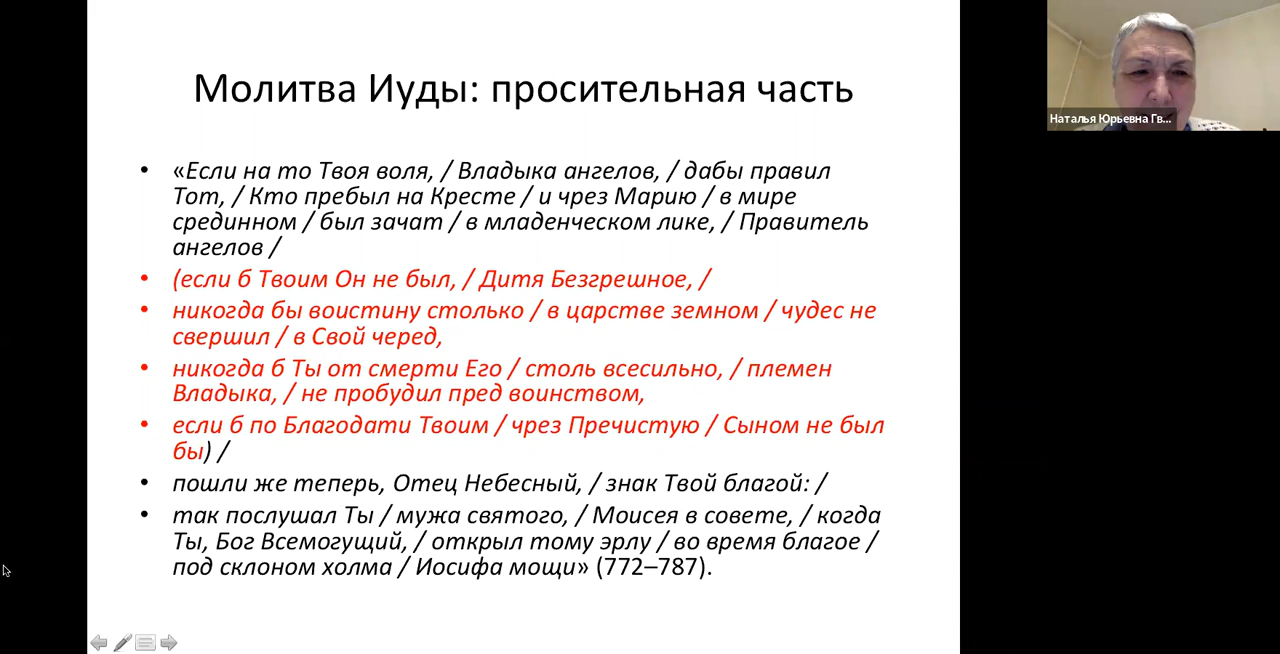 Молитва Иуды: просительная часть
Наталья Юрьевна Гв...
• «Если на то Твоя воля, / Владыка ангелов, / дабы правил
Тот, / Кто пребыл на Кресте / и чрез Марию / в мире
срединном / был зачат / в младенческом лике, / Правитель
ангелов /
• (если б Твоим Он не был, / Дитя Безгрешное, /
• никогда бы воистину столько / в царстве земном / чудес не
свершил / в Свой черед,
• никогда б Ты от смерти Его / столь всесильно, / племен
Владыка, / не пробудил пред воинством,
• если б по Благодати Твоим / чрез Пречистую / Сыном не был
бы) /
• пошли же теперь, Отец Небесный, / знак Твой благой: /
• так послушал Ты / мужа святого, / Моисея в совете, / когда
Ты, Бог Всемогущий, / открыл тому эрлу / во время благое /
под склоном холма / Иосифа мощи» (772–787).